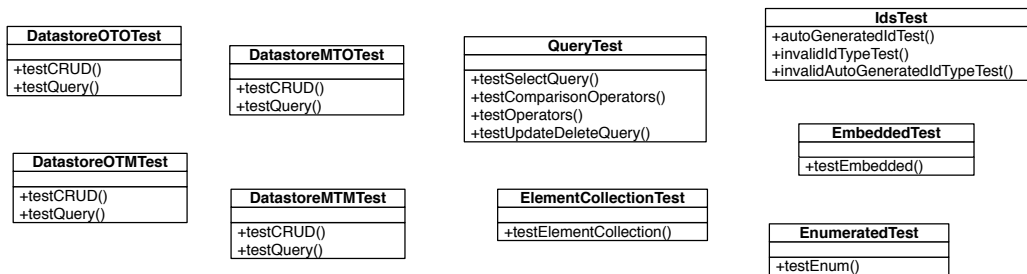 DatastoreOTOTest
+testCRUD()
+testQuery()
DatastoreMTOTest
+testCRUD()
+testQuery()
QueryTest
+testSelectQuery()
+testComparisonOperators()
+testOperators()
+testUpdateDeleteQuery()
IdsTest
+autoGeneratedIdTest()
+invalidIdTypeTest()
+invalidAutoGeneratedIdTypeTest()
DatastoreOTMTest
+testCRUD()
+testQuery()
DatastoreMTMTest
+testCRUD()
+testQuery()
ElementCollectionTest
+testElementCollection()
EmbeddedTest
+testEmbedded()
EnumeratedTest
+testEnum()